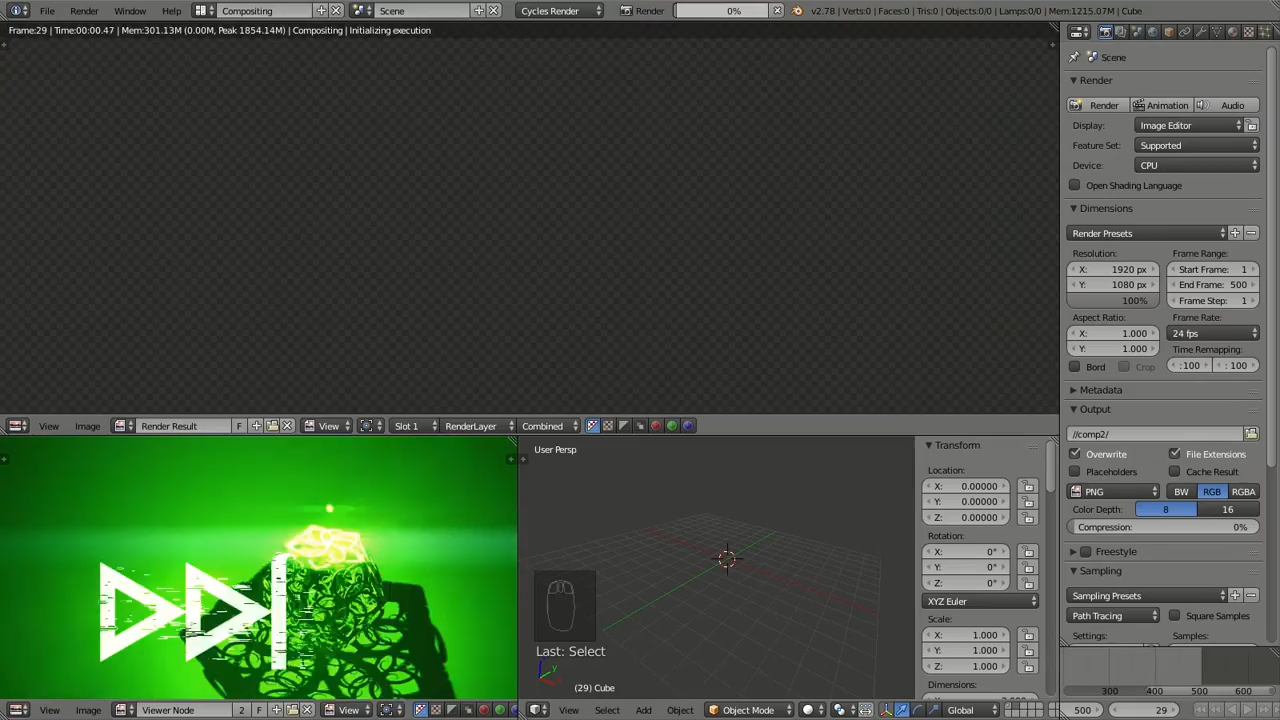 File Render Window Help Compositing Scene Cycles Render Render 0% v2.78 | Verts:0 | Faces:0 | Tris:0 | Objects:0/0 | Lamps:0/0 | Mem:1215.07M | Cube
Frame:29 | Time:00:00.47 | Mem:301.13M (0.00M, Peak 1854.14M) | Compositing | Initializing execution
Scene
Render
Render Animation Audio
Display: Image Editor
Feature Set: Supported
Device: CPU
Open Shading Language
Dimensions
Render Presets
Resolution: Frame Range:
X: 1920 px Start Frame: 1
Y: 1080 px End Frame: 500
100% Frame Step: 1
Aspect Ratio: Frame Rate:
X: 1.000 24 fps
Y: 1.000 Time Remapping:
Bord Crop :100 : 100
Metadata
Output
//comp2/
Overwrite File Extensions
Placeholders Cache Result
PNG BW RGB RGBA
Color Depth: 8 16
Compression: 0%
Freestyle
Sampling
Sampling Presets
Path Tracing Square Samples
Settings: Samples:
300 400 500 600
500 29
View Image Render Result F View Slot 1 RenderLayer Combined
User Persp
Last: Select
(29) Cube
Transform
Location:
X: 0.00000
Y: 0.00000
Z: 0.00000
Rotation:
X: 0°
Y: 0°
Z: 0°
XYZ Euler
Scale:
X: 1.000
Y: 1.000
Z: 1.000
Dimensions:
View Image Viewer Node 2 F View
View Select Add Object Object Mode Global